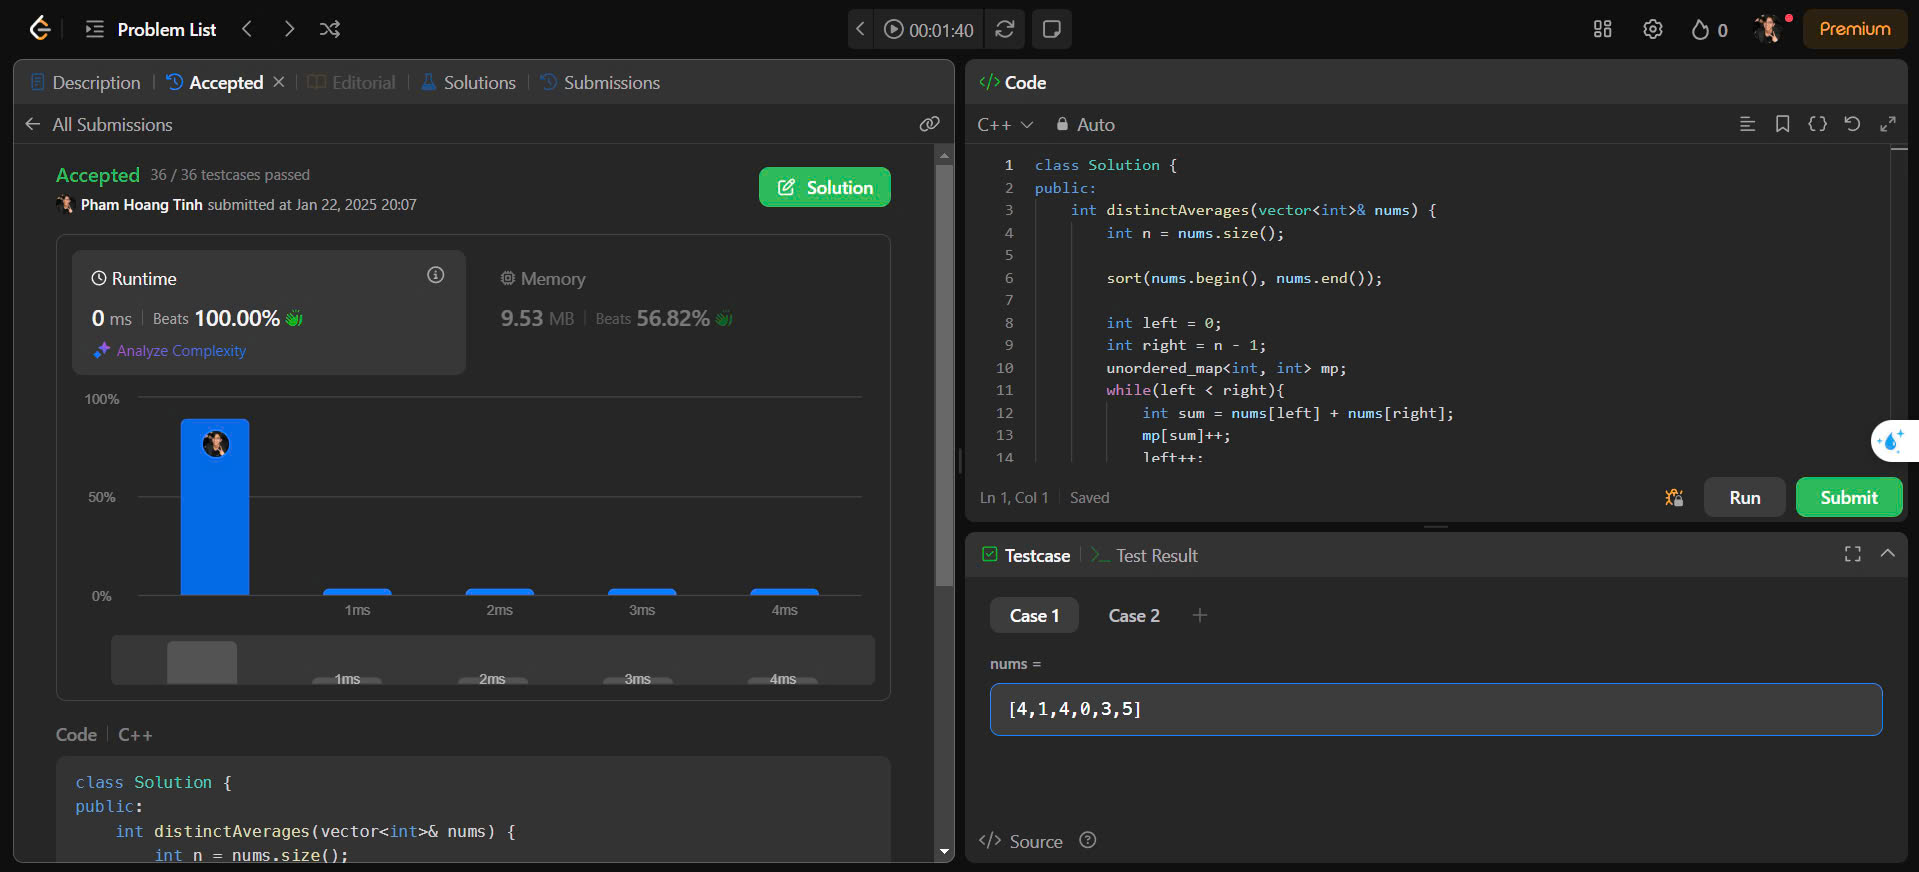 Problem List
00:01:40
0
Premium
Description
Accepted
Editorial
Solutions
Submissions
All Submissions
Accepted 36 / 36 testcases passed
Pham Hoang Tinh submitted at Jan 22, 2025 20:07
Solution
Runtime
0 ms Beats 100.00%
Analyze Complexity
Memory
9.53 MB Beats 56.82%
100%
50%
0%
1ms 2ms 3ms 4ms
1ms 2ms 3ms 4ms
Code C++
class Solution {
public:
int distinctAverages(vector<int>& nums) {
int n = nums.size();
</> Code
C++ Auto
1 class Solution {
2 public:
3 int distinctAverages(vector<int>& nums) {
4 int n = nums.size();
5
6 sort(nums.begin(), nums.end());
7
8 int left = 0;
9 int right = n - 1;
10 unordered_map<int, int> mp;
11 while(left < right){
12 int sum = nums[left] + nums[right];
13 mp[sum]++;
14 left++;
Ln 1, Col 1 Saved
Run
Submit
Testcase
Test Result
Case 1
Case 2
nums =
[4,1,4,0,3,5]
</> Source